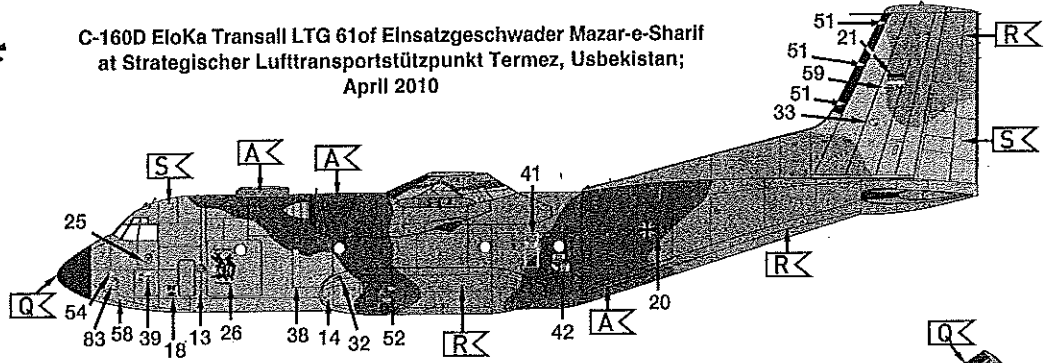 C-160D EloKa Transall LTG 61of Einsatzgeschwader Mazar-e-Sharif
at Strategischer Lufttransportstützpunkt Termez, Usbekistan;
April 2010
51
21
51
59
51
33
R
S
S
A
A
41
25
Q
54
83
58
39
18
13
26
38
14
32
52
R
42
A
20
R
Q